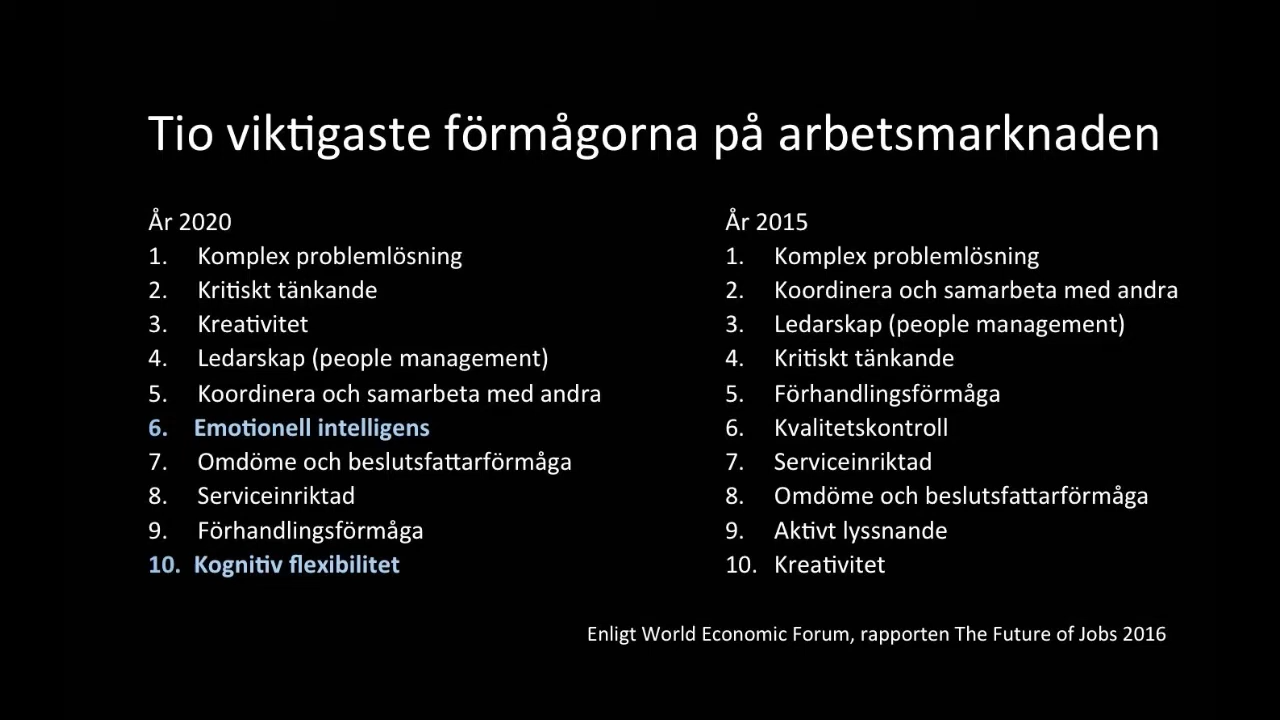 Tio viktigaste förmågorna på arbetsmarknaden
År 2020
1. Komplex problemlösning
2. Kritiskt tänkande
3. Kreativitet
4. Ledarskap (people management)
5. Koordinera och samarbeta med andra
6. Emotionell intelligens
7. Omdöme och beslutsfattarförmåga
8. Serviceinriktad
9. Förhandlingsförmåga
10. Kognitiv flexibilitet
År 2015
1. Komplex problemlösning
2. Koordinera och samarbeta med andra
3. Ledarskap (people management)
4. Kritiskt tänkande
5. Förhandlingsförmåga
6. Kvalitetskontroll
7. Serviceinriktad
8. Omdöme och beslutsfattarförmåga
9. Aktivt lyssnande
10. Kreativitet
Enligt World Economic Forum, rapporten The Future of Jobs 2016